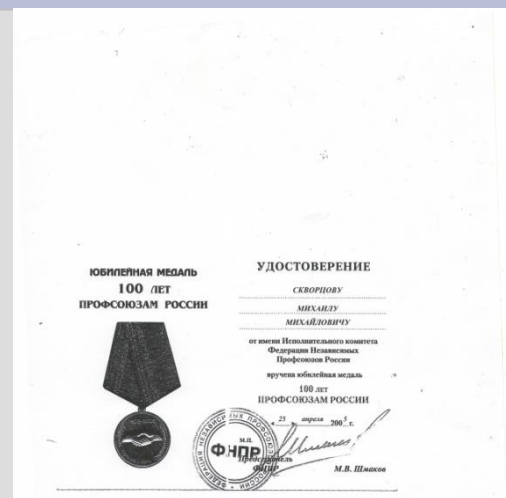 ЮБИЛЕЙНАЯ МЕДАЛЬ
100 ЛЕТ
ПРОФСОЮЗАМ РОССИИ
УДОСТОВЕРЕНИЕ
СКВОРЦОВУ
МИХАИЛУ
МИХАЙЛОВИЧУ
от имени Исполнительного комитета
Федерации Независимых
Профсоюзов России
вручена юбилейная медаль
100 лет
ПРОФСОЮЗАМ РОССИИ
25 апреля 2005 г.
М.П.
ФНПР
Председатель
ФНПР М.В. Шмаков